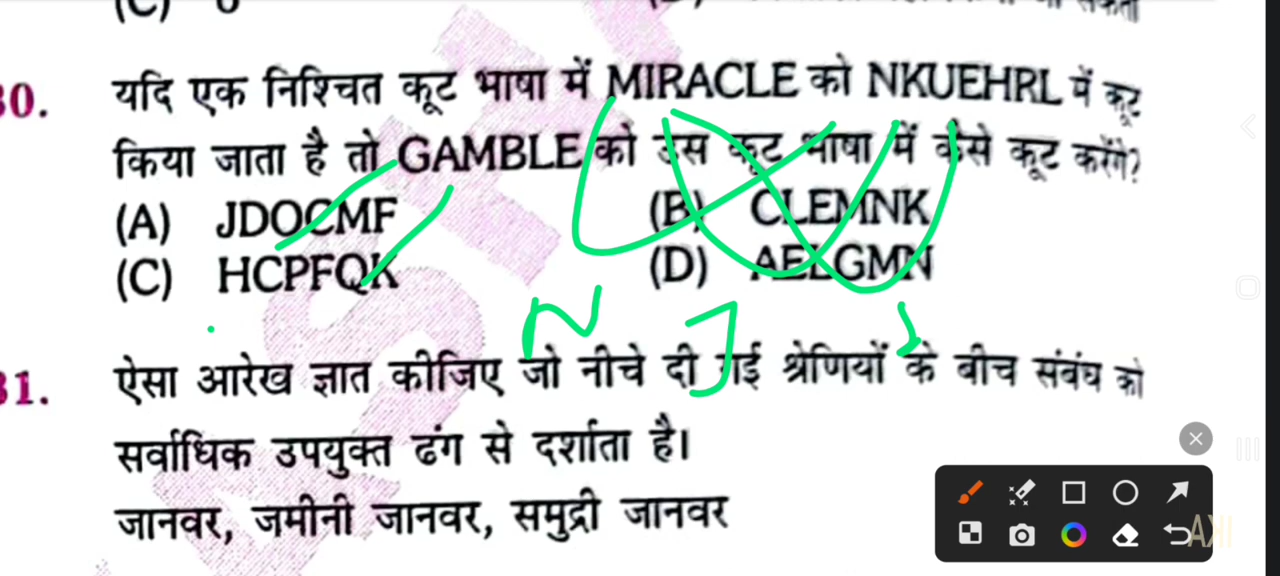 30. यदि एक निश्चित कूट भाषा में MIRACLE को NKUEHRL में कूट
किया जाता है तो GAMBLE को उस कूट भाषा में कैसे कूट करेंगे?
(A) JDOCMF (B) CLEMNK
(C) HCPFQK (D) AELGMN
N J
31. ऐसा आरेख ज्ञात कीजिए जो नीचे दी गई श्रेणियों के बीच संबंध को
सर्वाधिक उपयुक्त ढंग से दर्शाता है।
जानवर, जमीनी जानवर, समुद्री जानवर